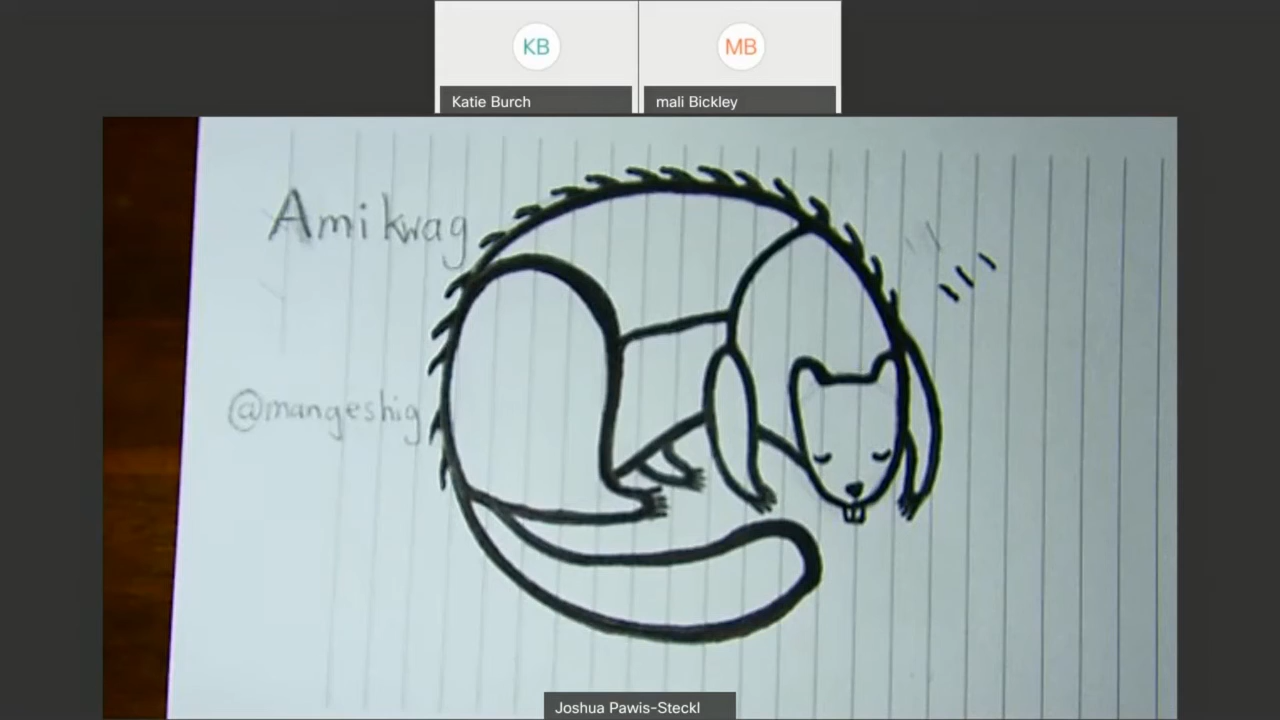 KB
MB
Katie Burch
mali Bickley
Amikwag
@mangeshig
Joshua Pawis-Steckl